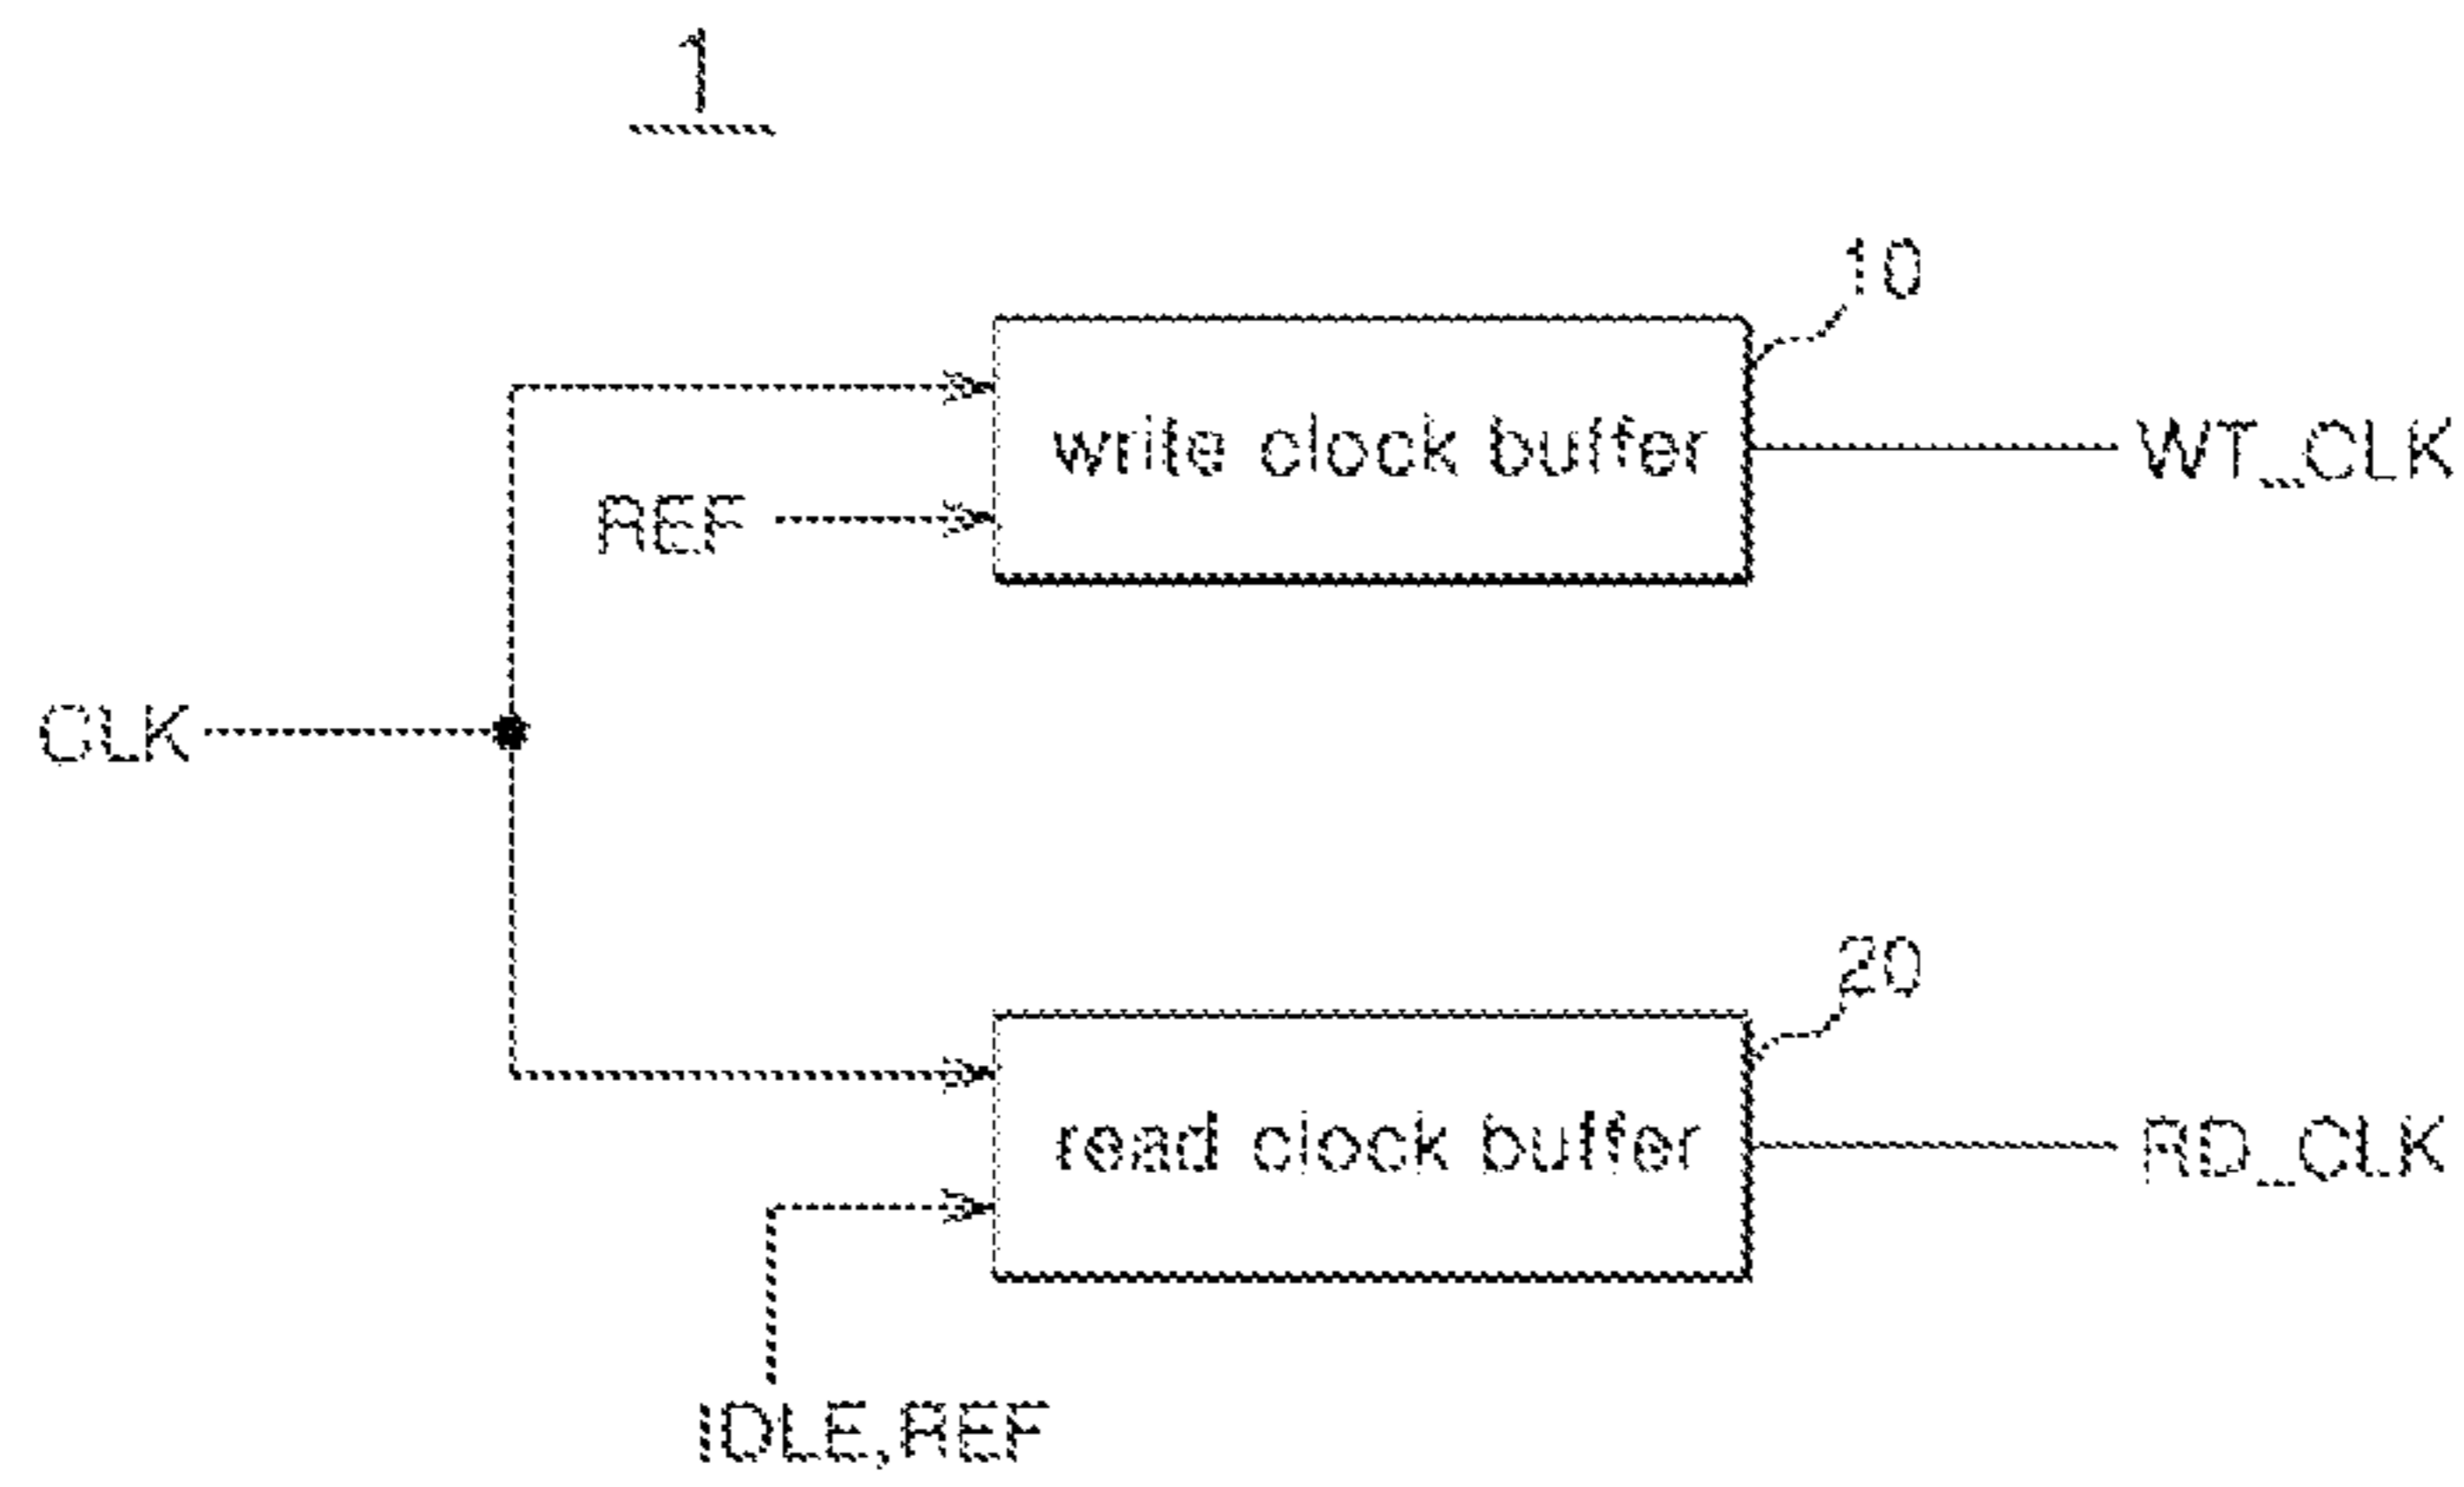 1
10
write clock buffer
WT_CLK
REF
CLK
20
read clock buffer
RD_CLK
IDLE,REF